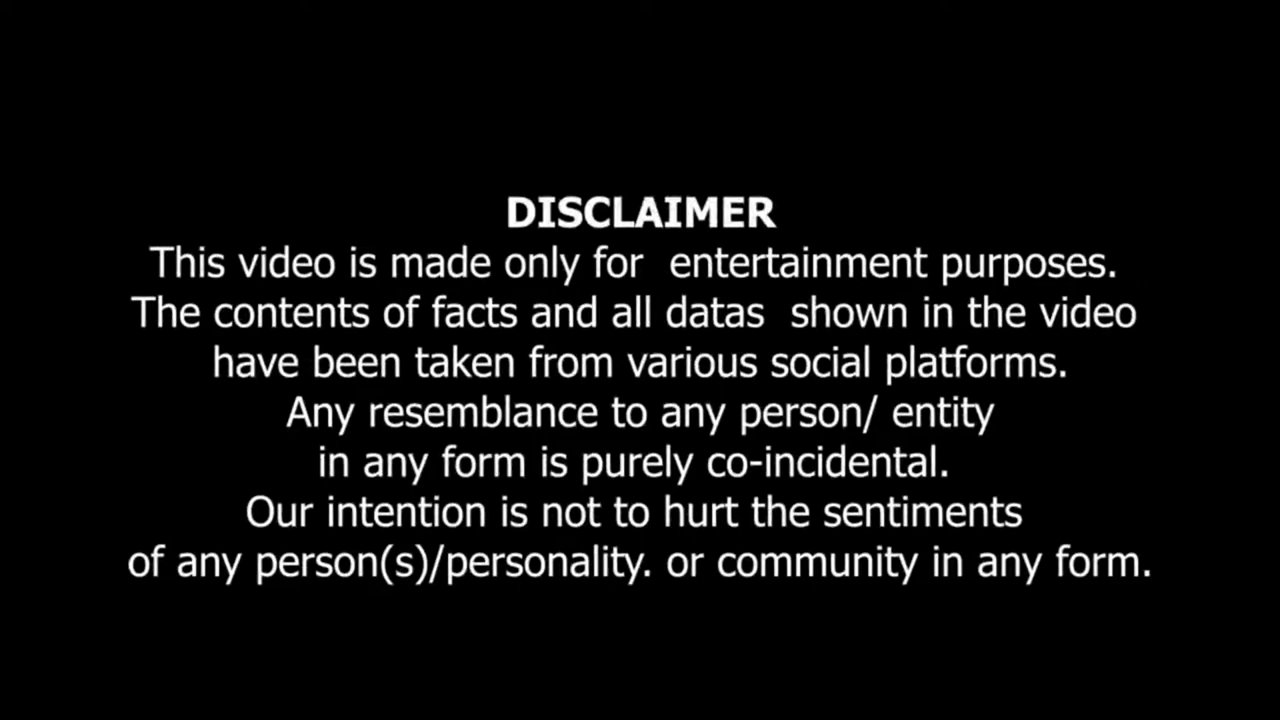 DISCLAIMER
This video is made only for  entertainment purposes.
The contents of facts and all datas  shown in the video
have been taken from various social platforms.
Any resemblance to any person/ entity
in any form is purely co-incidental.
Our intention is not to hurt the sentiments
of any person(s)/personality. or community in any form.